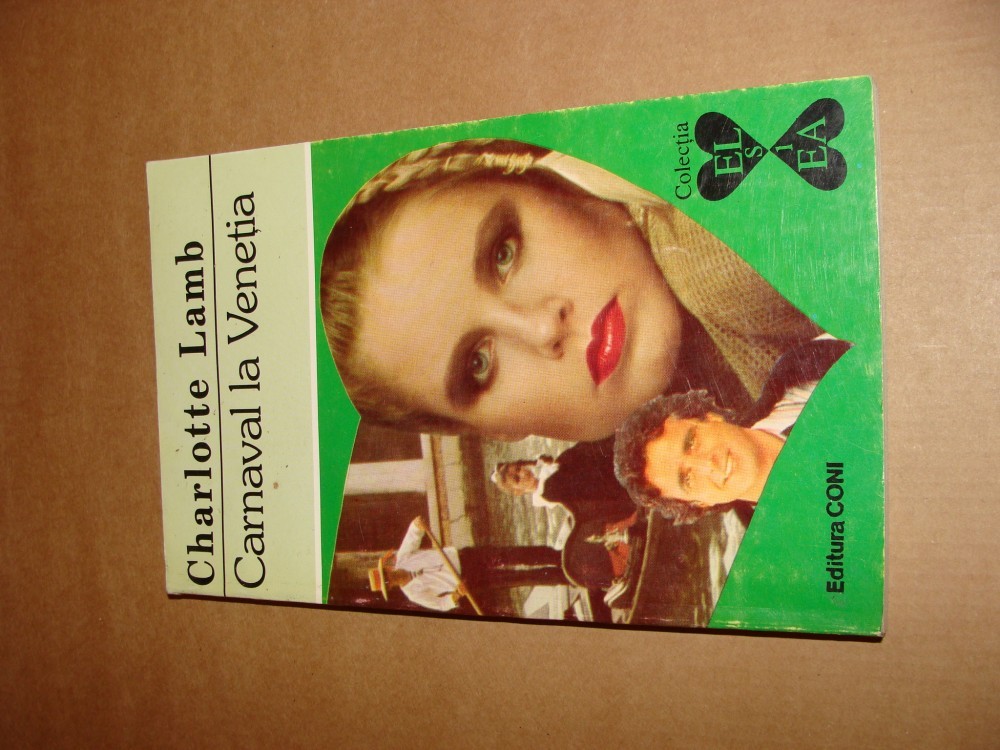 Charlotte Lamb
Carnaval la Veneția
Colecția
EL
și
EA
Editura CONI